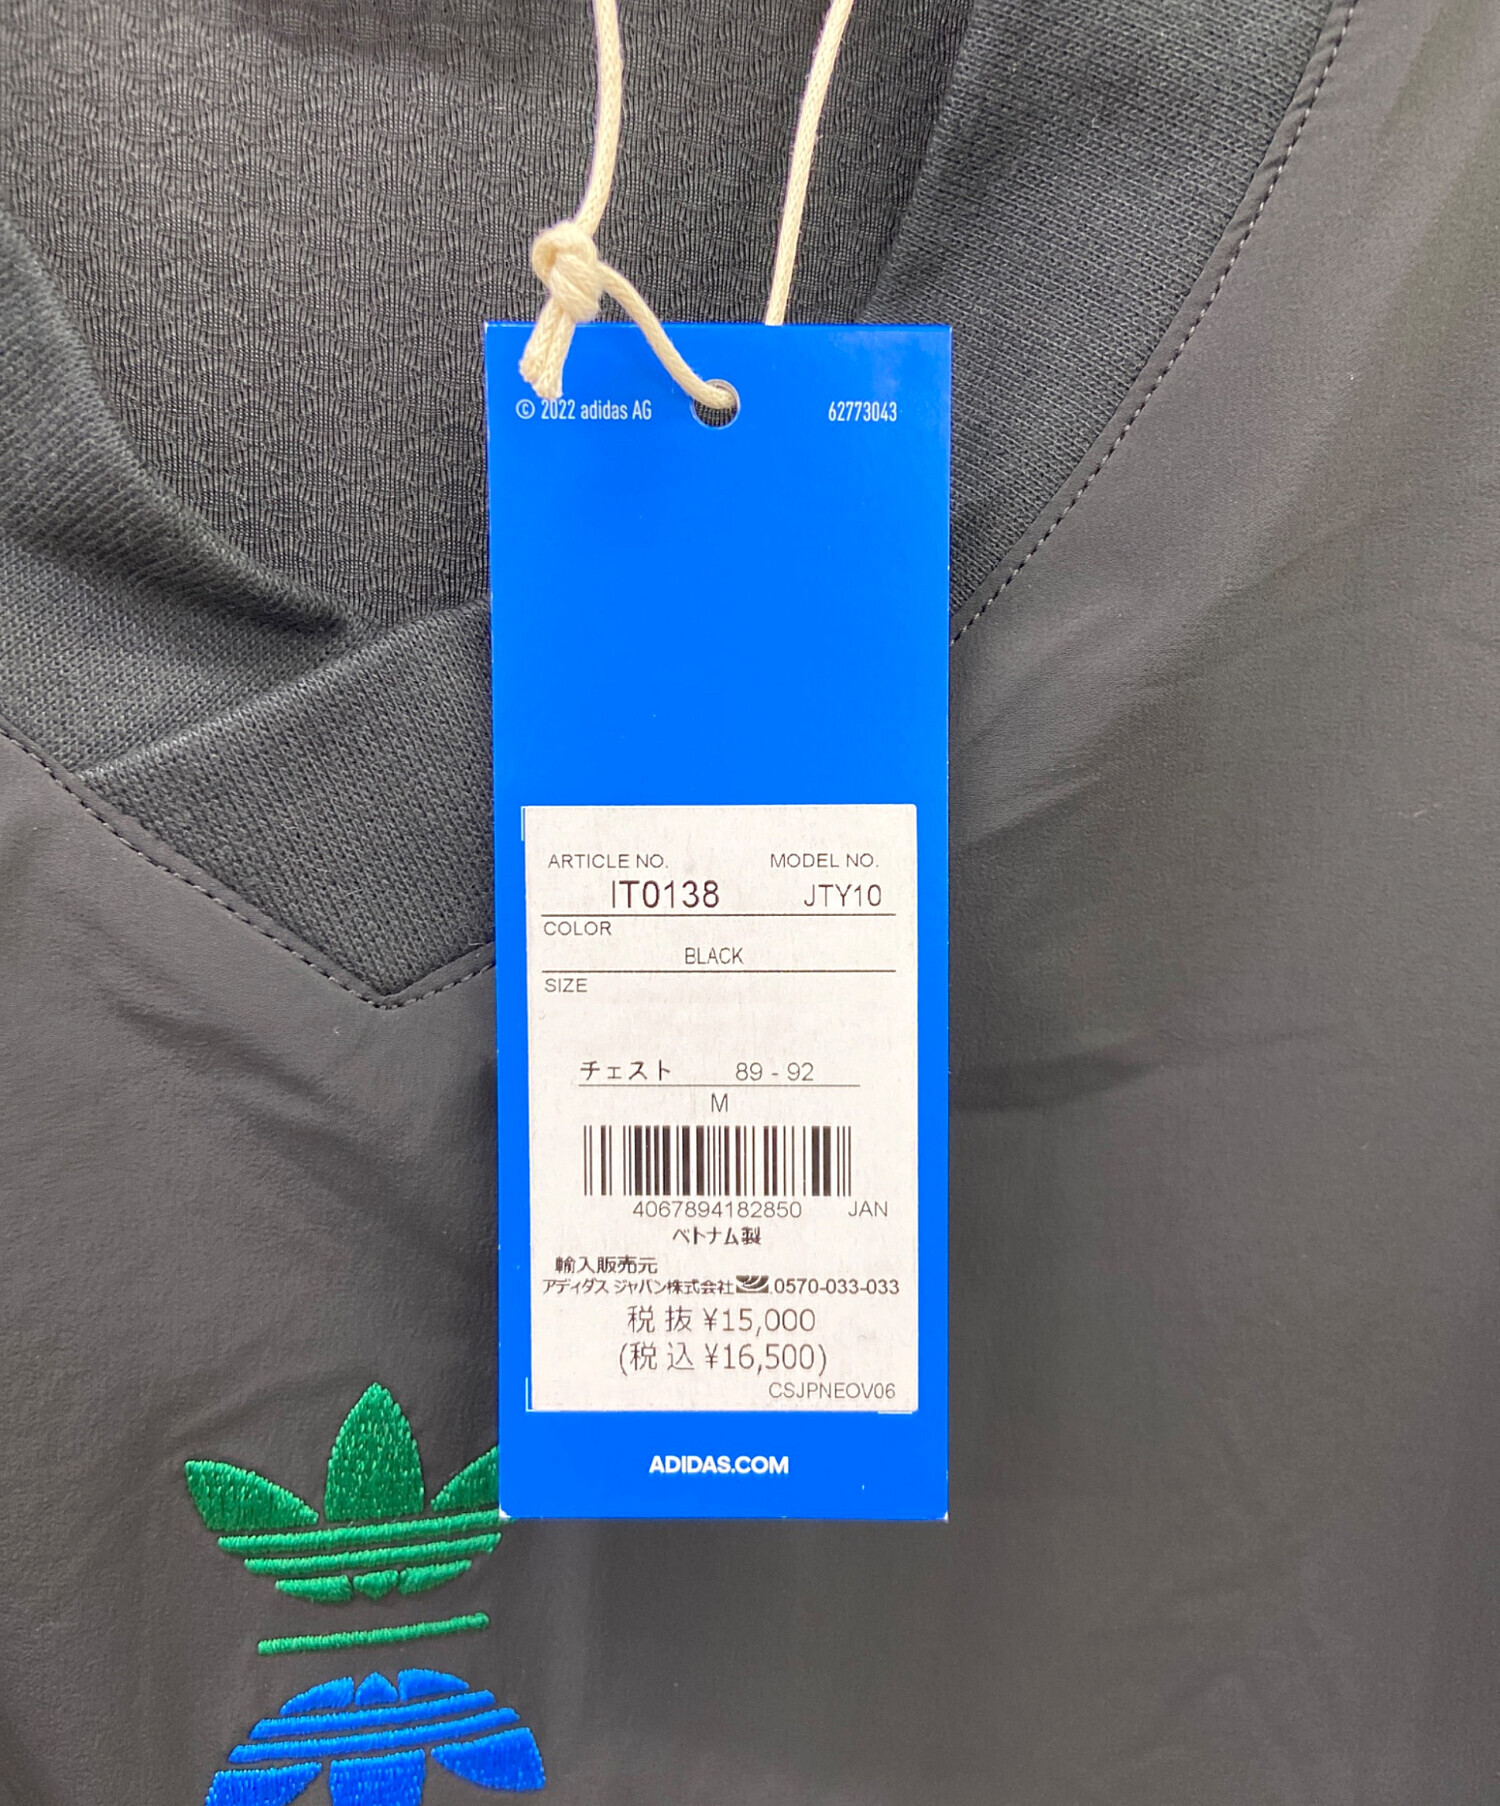 © 2022 adidas AG 62773043
ARTICLE NO. MODEL NO.
IT0138 JTY10
COLOR
BLACK
SIZE
チェスト 89 - 92
M
4067894182850 JAN
ベトナム製
輸入販売元
アディダス ジャパン株式会社 0570-033-033
税抜 ¥15,000
(税込 ¥16,500)
CSJPNEOV06
ADIDAS.COM